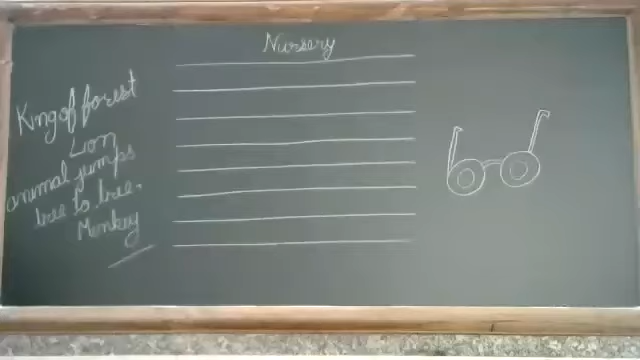 Nursery
King of forest
Lion
animal jumps
tree to tree.
Monkey